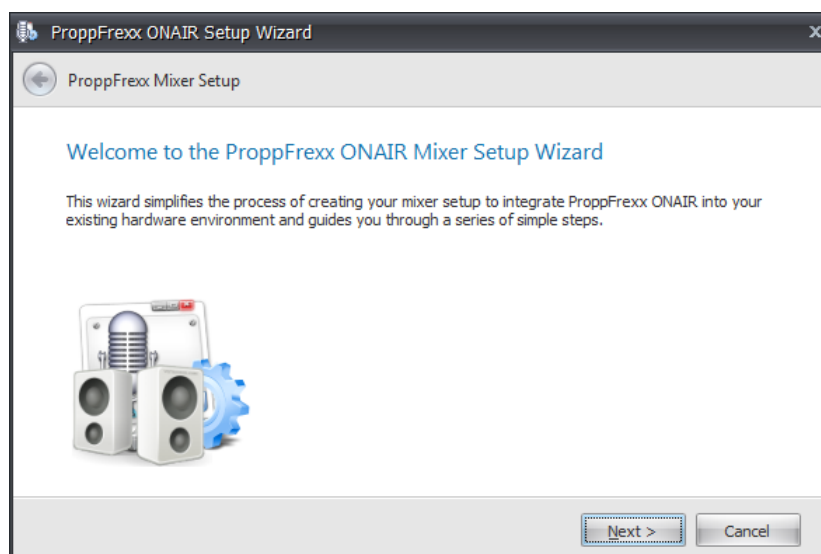 ProppFrexx ONAIR Setup Wizard
x
ProppFrexx Mixer Setup
Welcome to the ProppFrexx ONAIR Mixer Setup Wizard
This wizard simplifies the process of creating your mixer setup to integrate ProppFrexx ONAIR into your
existing hardware environment and guides you through a series of simple steps.
Next > Cancel